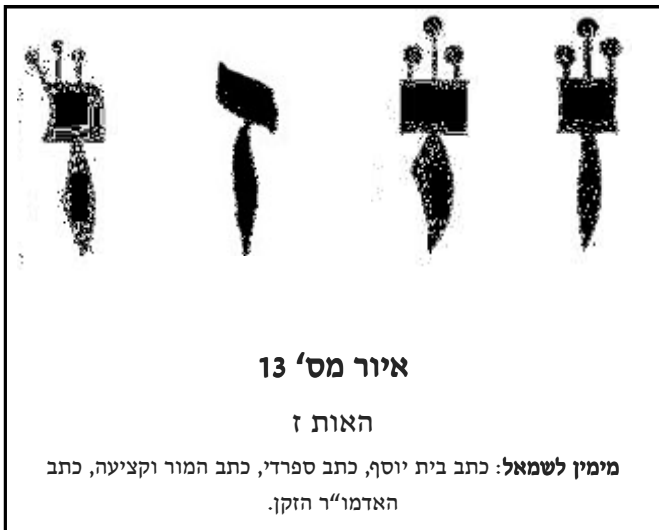 איור מס‘ 13
האות ז
מימין לשמאל: כתב בית יוסף, כתב ספרדי, כתב המור וקציעה, כתב
האדמו“ר הזקן.